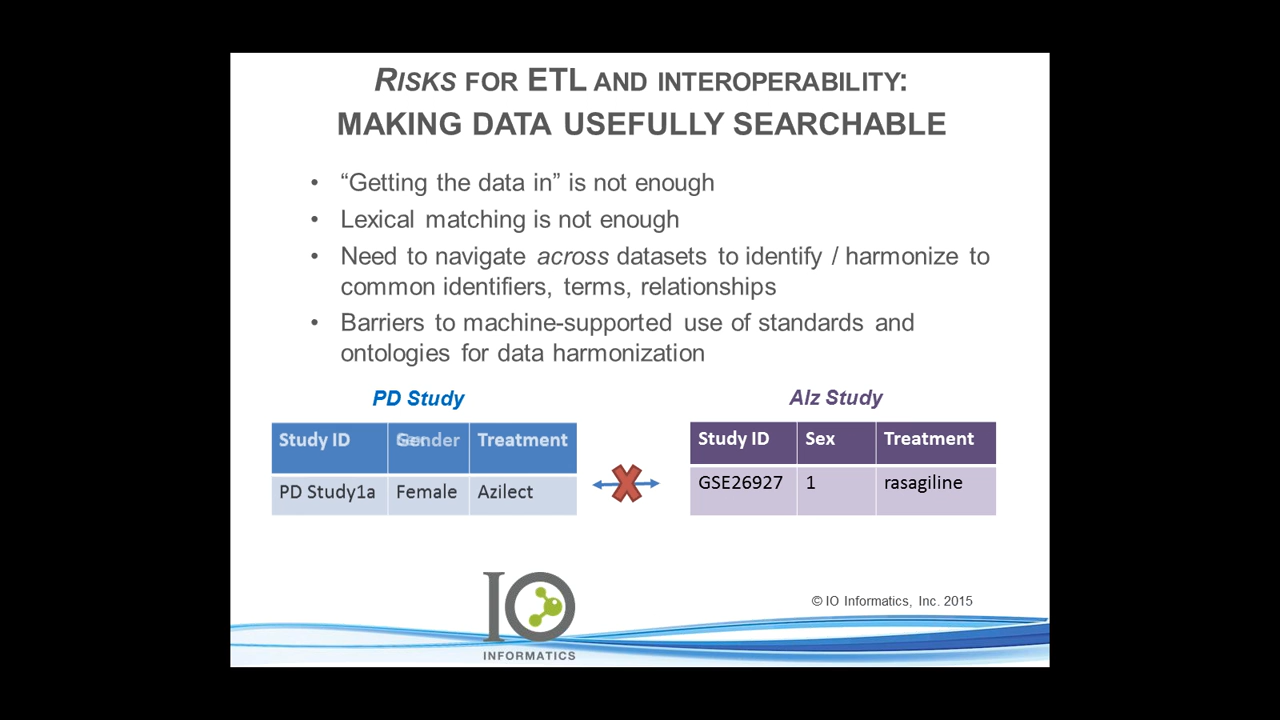 RISKS FOR ETL AND INTEROPERABILITY:
MAKING DATA USEFULLY SEARCHABLE
• “Getting the data in” is not enough
• Lexical matching is not enough
• Need to navigate across datasets to identify / harmonize to
common identifiers, terms, relationships
• Barriers to machine-supported use of standards and
ontologies for data harmonization
PD Study
Study ID Gender Treatment
PD Study1a Female Azilect
Alz Study
Study ID Sex Treatment
GSE26927 1 rasagiline
IO
INFORMATICS
© IO Informatics, Inc. 2015